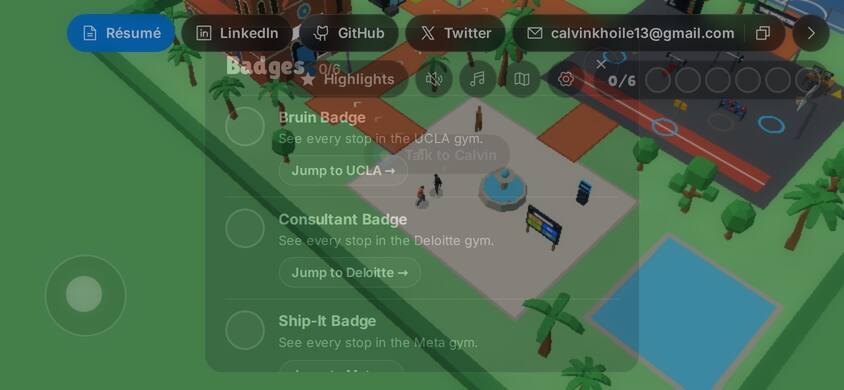 Résumé
LinkedIn
GitHub
Twitter
calvinkhoile13@gmail.com
Badges 0/6
Highlights
0/6
Bruin Badge
See every stop in the UCLA gym.
Talk to Calvin
Jump to UCLA →
Consultant Badge
See every stop in the Deloitte gym.
Jump to Deloitte →
Ship-It Badge
See every stop in the Meta gym.